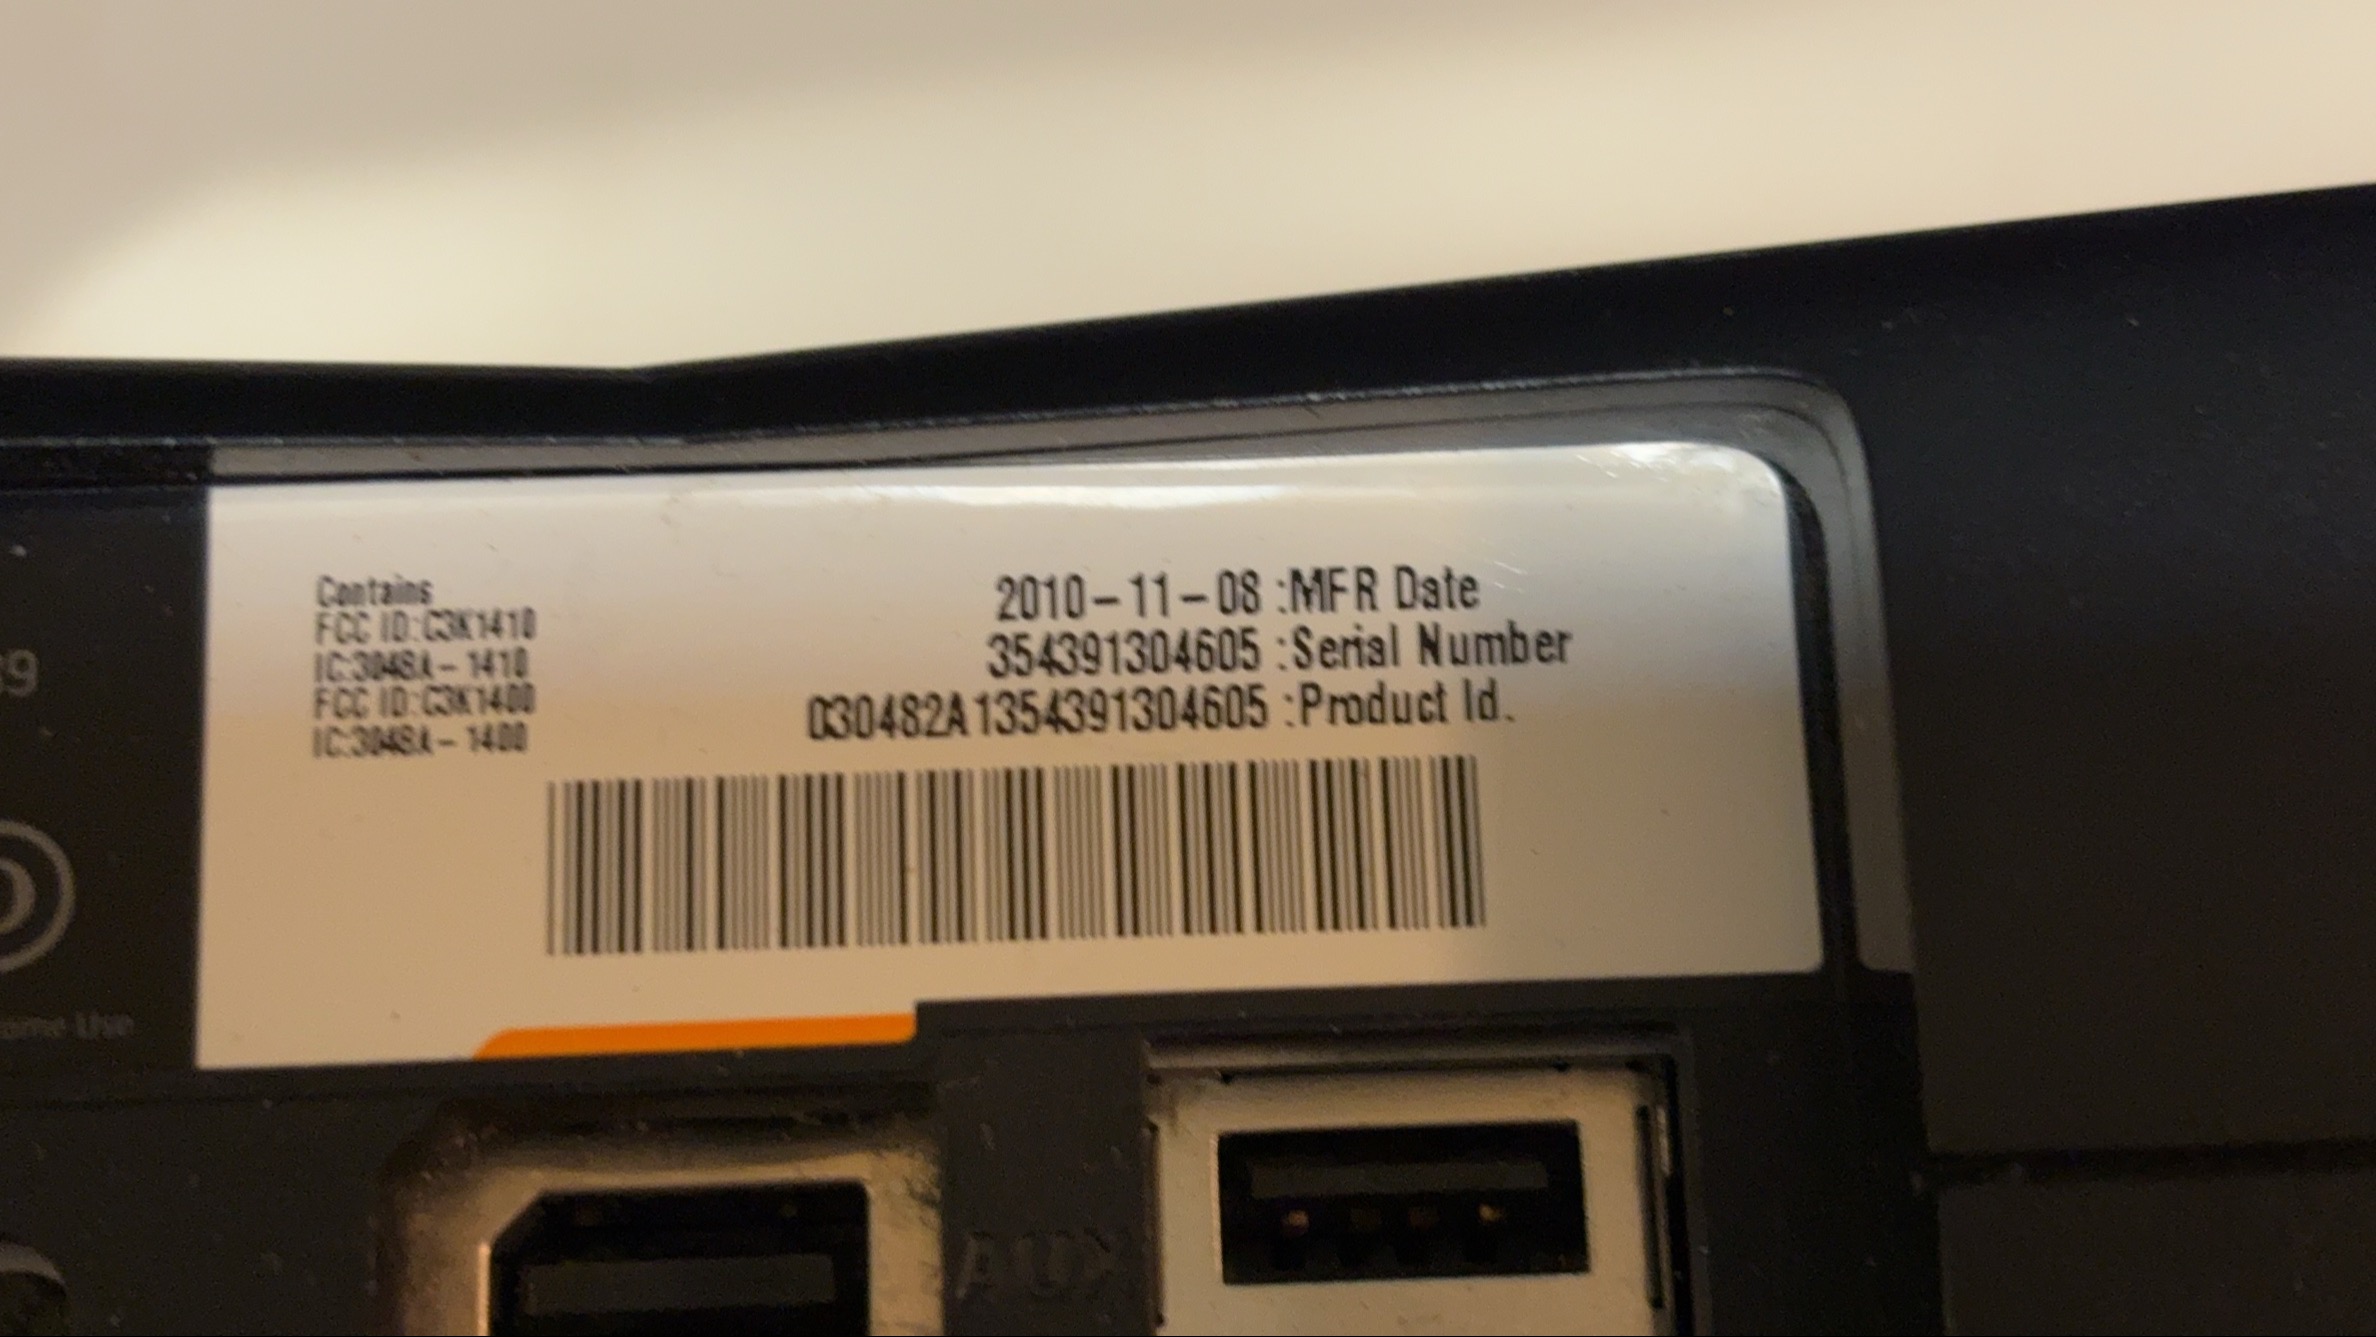 Contains
FCC ID:C3K1410
IC:3048A-1410
FCC ID:C3K1400
IC:3048A-1400
2010-11-08 :MFR Date
354391304605 :Serial Number
030482A1354391304605 :Product Id.
AUX